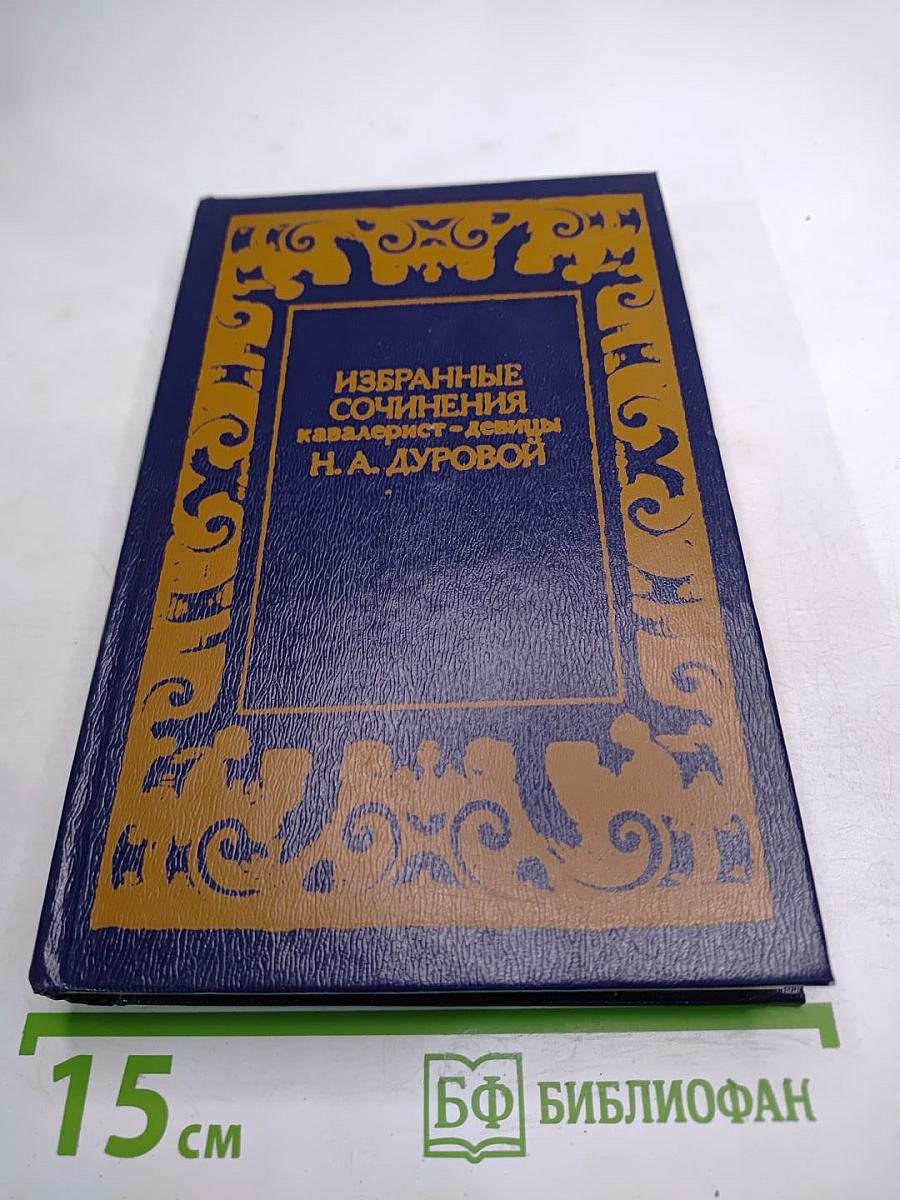 ИЗБРАННЫЕ
СОЧИНЕНИЯ
кавалерист-девицы
Н. А. ДУРОВОЙ
15 см
БФ БИБЛИОФАН